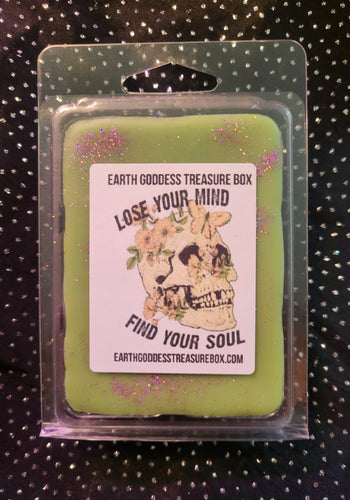 EARTH GODDESS TREASURE BOX
LOSE YOUR MIND
FIND YOUR SOUL
EARTHGODDESSTREASUREBOX.COM